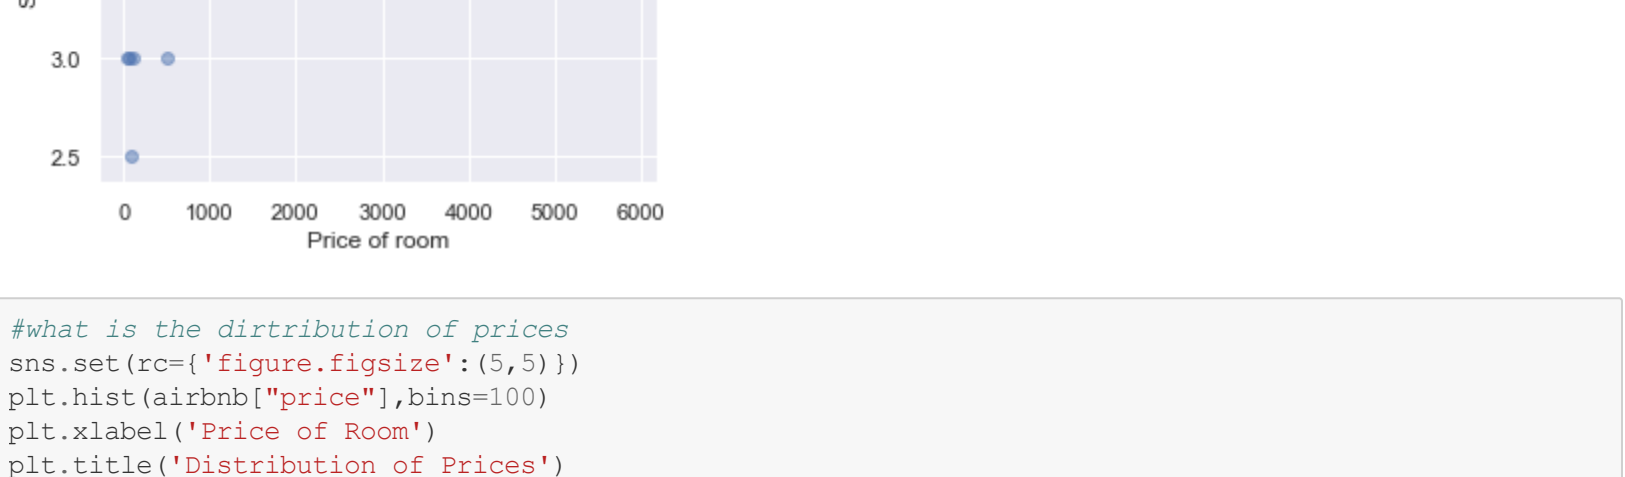 3.0
2.5
0 1000 2000 3000 4000 5000 6000
Price of room
#what is the dirtribution of prices
sns.set(rc={'figure.figsize':(5,5)})
plt.hist(airbnb["price"],bins=100)
plt.xlabel('Price of Room')
plt.title('Distribution of Prices')